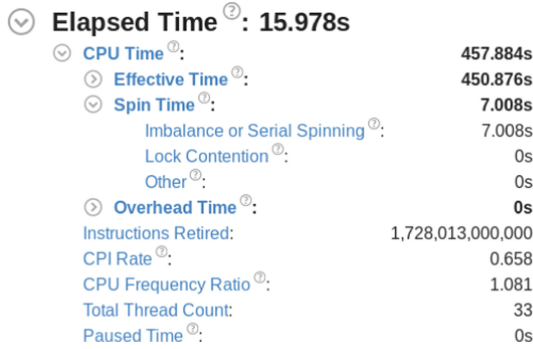 Elapsed Time ?: 15.978s
CPU Time ?: 457.884s
Effective Time ?: 450.876s
Spin Time ?: 7.008s
Imbalance or Serial Spinning ?: 7.008s
Lock Contention ?: 0s
Other ?: 0s
Overhead Time ?: 0s
Instructions Retired: 1,728,013,000,000
CPI Rate ?: 0.658
CPU Frequency Ratio ?: 1.081
Total Thread Count: 33
Paused Time ?: 0s